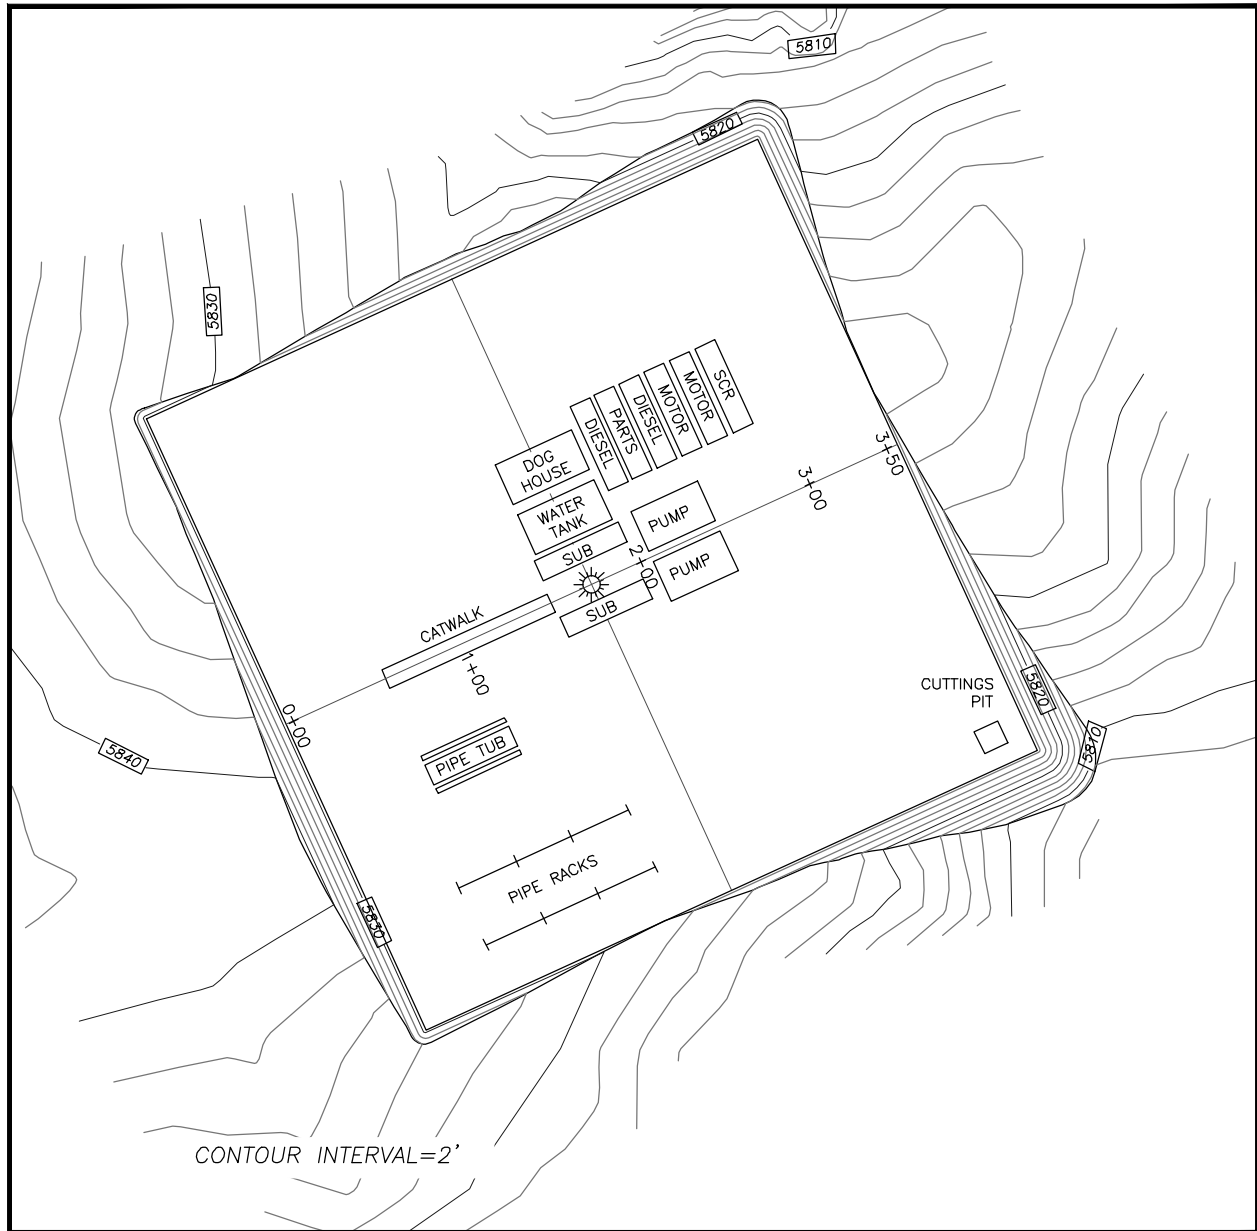 5810
5820
5830
SCR
MOTOR
MOTOR
DIESEL
PARTS
DIESEL
DOG
HOUSE
WATER
TANK
SUB
PUMP
PUMP
SUB
3+50
3+00
2+00
CATWALK
1+00
0+00
CUTTINGS
PIT
5820
5810
5840
PIPE TUB
PIPE RACKS
5830
CONTOUR INTERVAL=2'